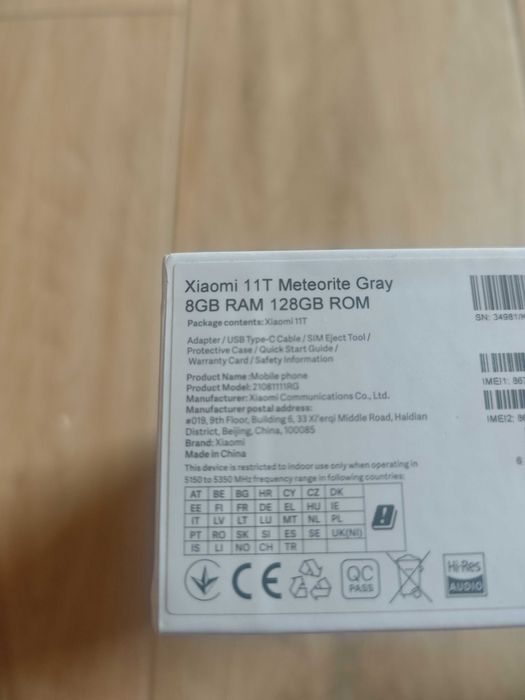 Xiaomi 11T Meteorite Gray
8GB RAM 128GB ROM
Package contents: Xiaomi 11T
Adapter / USB Type-C Cable / SIM Eject Tool /
Protective Case / Quick Start Guide /
Warranty Card / Safety Information
Product Name: Mobile phone
Product Model: 21081111RG
Manufacturer: Xiaomi Communications Co., Ltd.
Manufacturer postal address:
#019, 9th Floor, Building 6, 33 Xi'erqi Middle Road, Haidian
District, Beijing, China, 100085
Brand: Xiaomi
Made in China
This device is restricted to indoor use only when operating in
5150 to 5350 MHz frequency range in following countries:
AT BE BG HR CY CZ DK
EE FI FR DE EL HU IE
IT LV LT LU MT NL PL
PT RO SK SI ES SE UK(NI)
IS LI NO CH TR
CE
QC
PASS
Hi-Res
AUDIO
SN: 34981/
IMEI1: 867
IMEI2: 86
6